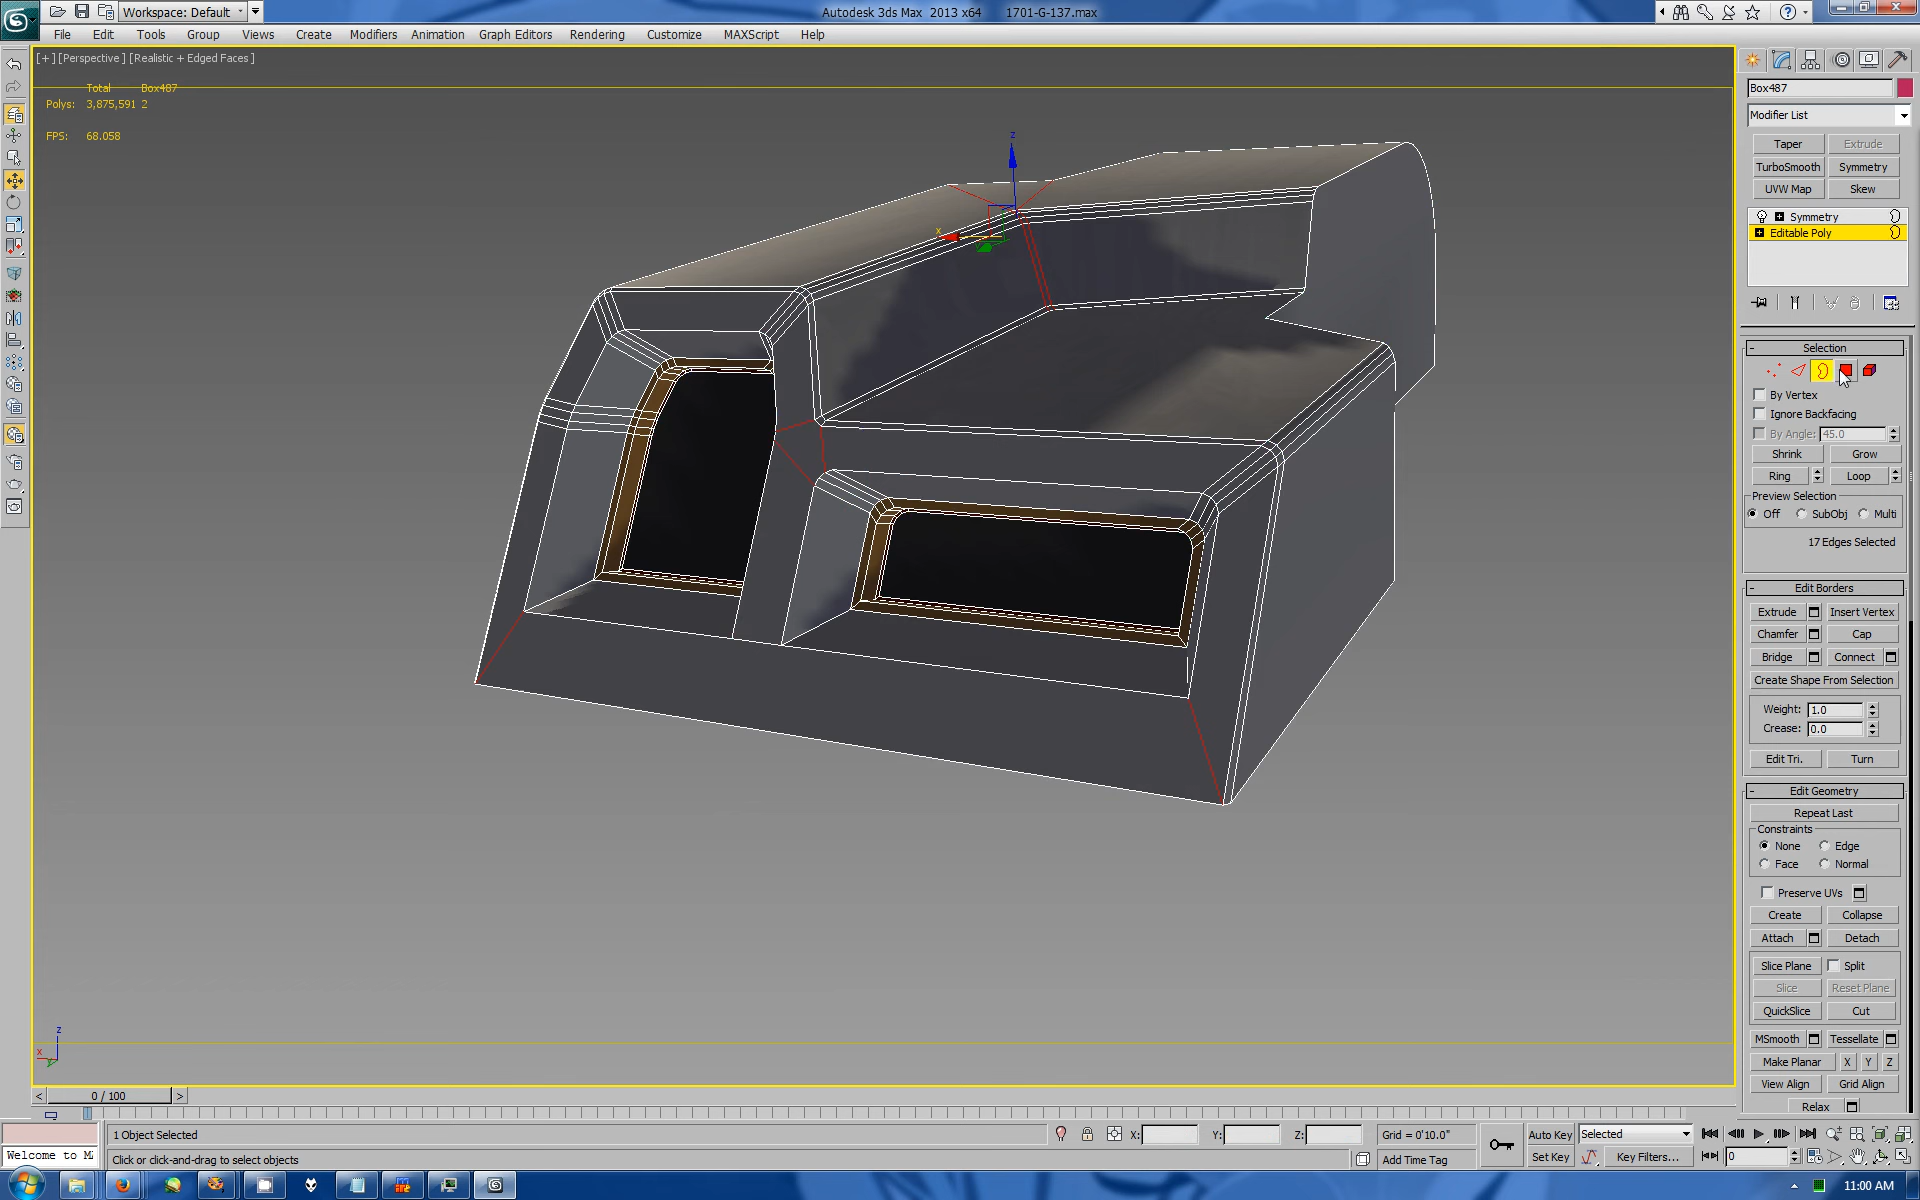 Workspace: Default
Autodesk 3ds Max 2013 x64 1701-G-137.max
File Edit Tools Group Views Create Modifiers Animation Graph Editors Rendering Customize MAXScript Help
[+] [Perspective] [Realistic + Edged Faces]
Total Box487
Polys: 3,875,591 2
FPS: 68.058
z
x
z
x
y
Box487
Modifier List
Taper Extrude
TurboSmooth Symmetry
UVW Map Skew
Symmetry
Editable Poly
Selection
By Vertex
Ignore Backfacing
By Angle: 45.0
Shrink Grow
Ring Loop
Preview Selection
Off SubObj Multi
17 Edges Selected
Edit Borders
Extrude Insert Vertex
Chamfer Cap
Bridge Connect
Create Shape From Selection
Weight: 1.0
Crease: 0.0
Edit Tri. Turn
Edit Geometry
Repeat Last
Constraints
None Edge
Face Normal
Preserve UVs
Create Collapse
Attach Detach
Slice Plane Split
Slice Reset Plane
QuickSlice Cut
MSmooth Tessellate
Make Planar X Y Z
View Align Grid Align
Relax
< 0 / 100 >
1 Object Selected X: Y: Z: Grid = 0'10.0" Auto Key Selected
Welcome to M Click or click-and-drag to select objects Add Time Tag Set Key Key Filters... 0
11:00 AM